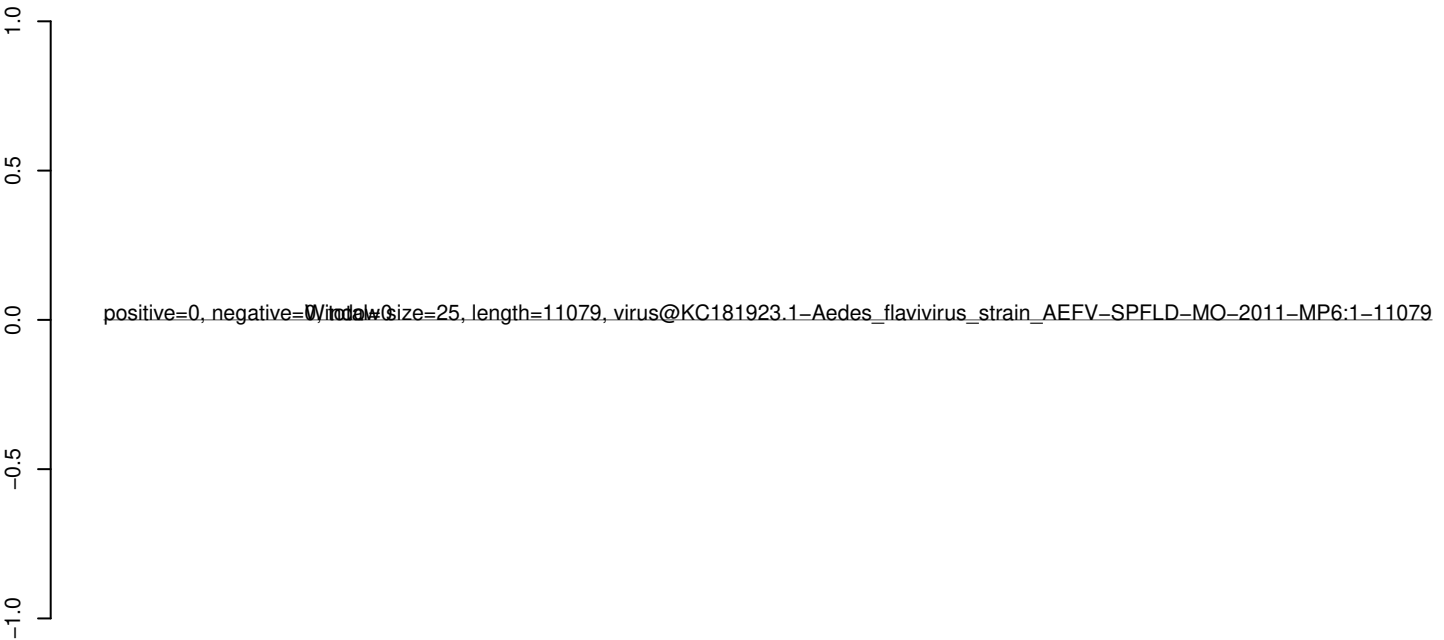 1.0
0.5
0.0
−0.5
−1.0
positive=0, negative=0, total=0
Window size=25, length=11079, virus@KC181923.1−Aedes_flavivirus_strain_AEFV−SPFLD−MO−2011−MP6:1−11079